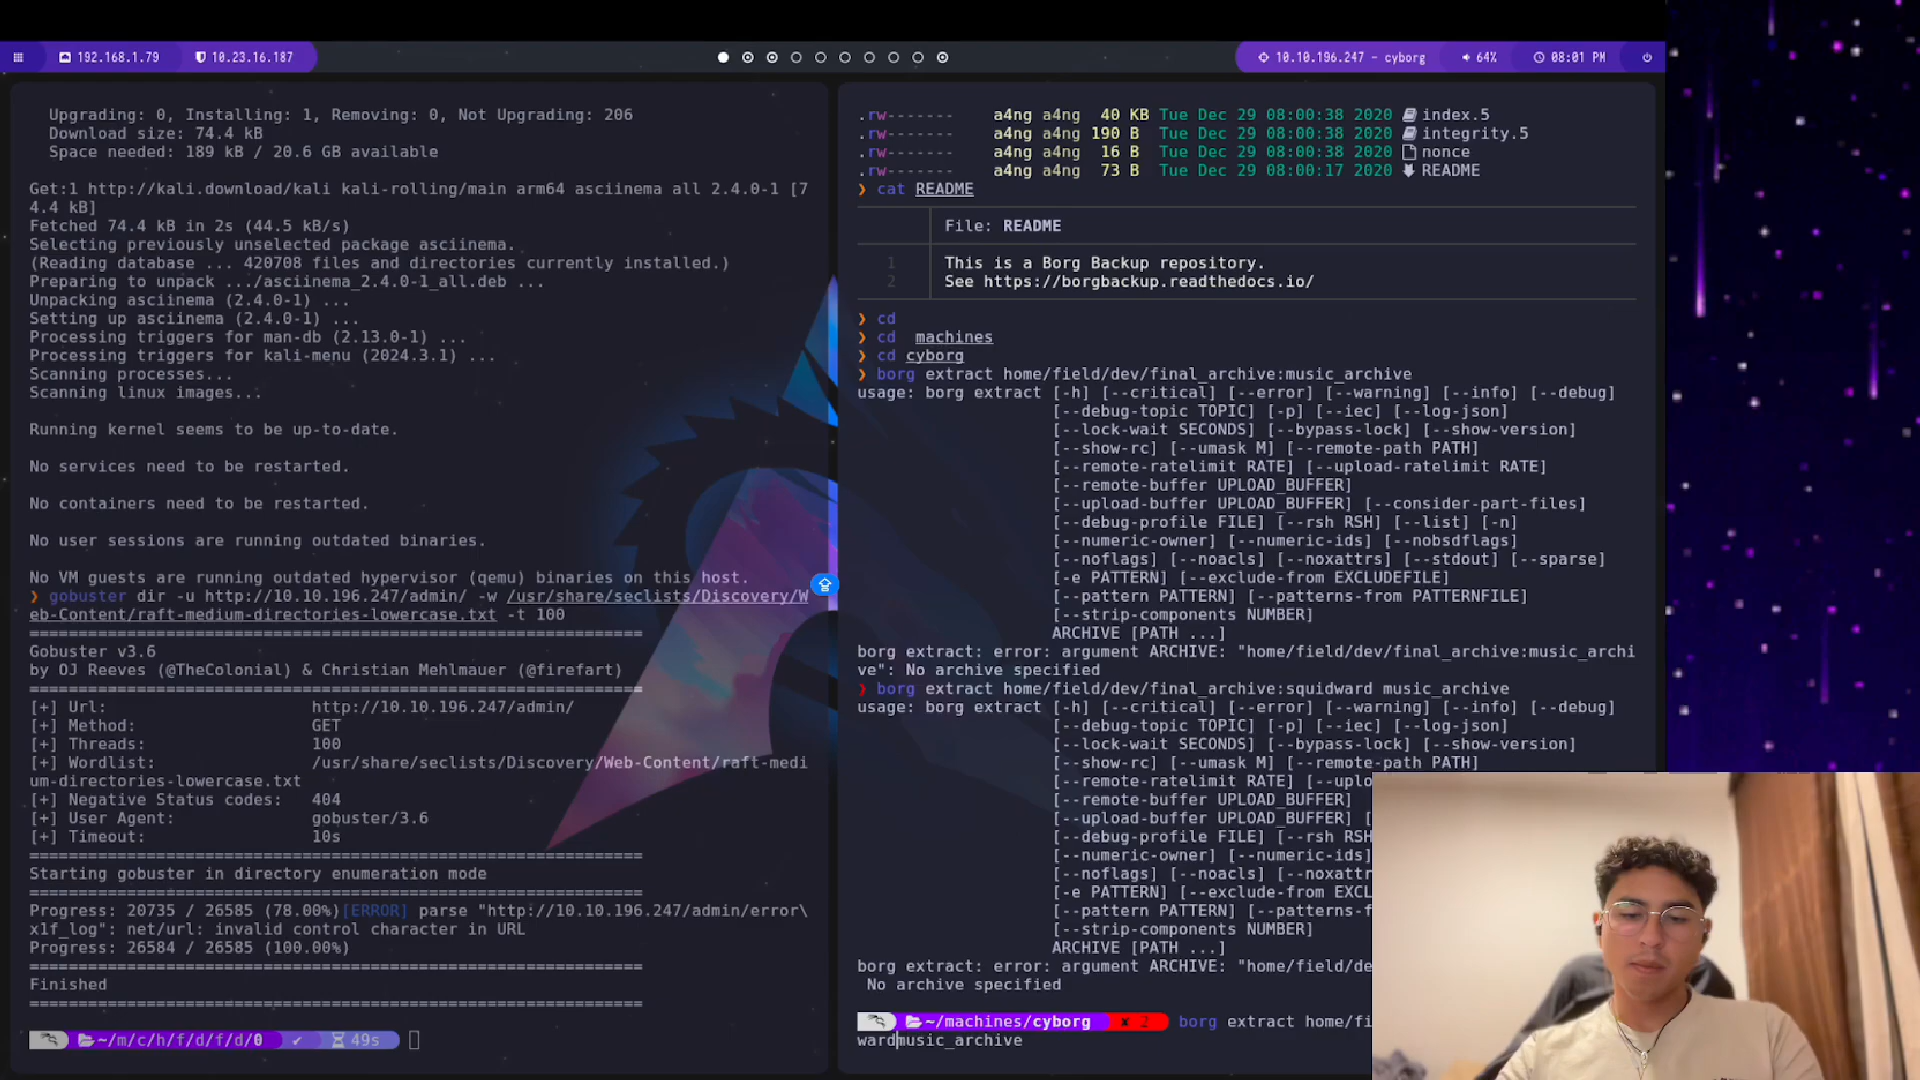 192.168.1.79
10.23.16.187
10.10.196.247 - cyborg
64%
08:01 PM
Upgrading: 0, Installing: 1, Removing: 0, Not Upgrading: 206
Download size: 74.4 kB
Space needed: 189 kB / 20.6 GB available
Get:1 http://kali.download/kali kali-rolling/main arm64 asciinema all 2.4.0-1 [7
4.4 kB]
Fetched 74.4 kB in 2s (44.5 kB/s)
Selecting previously unselected package asciinema.
(Reading database ... 420708 files and directories currently installed.)
Preparing to unpack .../asciinema_2.4.0-1_all.deb ...
Unpacking asciinema (2.4.0-1) ...
Setting up asciinema (2.4.0-1) ...
Processing triggers for man-db (2.13.0-1) ...
Processing triggers for kali-menu (2024.3.1) ...
Scanning processes...
Scanning linux images...
Running kernel seems to be up-to-date.
No services need to be restarted.
No containers need to be restarted.
No user sessions are running outdated binaries.
No VM guests are running outdated hypervisor (qemu) binaries on this host.
❯ gobuster dir -u http://10.10.196.247/admin/ -w /usr/share/seclists/Discovery/W
eb-Content/raft-medium-directories-lowercase.txt -t 100
===============================================================
Gobuster v3.6
by OJ Reeves (@TheColonial) & Christian Mehlmauer (@firefart)
===============================================================
[+] Url:                     http://10.10.196.247/admin/
[+] Method:                  GET
[+] Threads:                 100
[+] Wordlist:                /usr/share/seclists/Discovery/Web-Content/raft-medi
um-directories-lowercase.txt
[+] Negative Status codes:   404
[+] User Agent:              gobuster/3.6
[+] Timeout:                 10s
===============================================================
Starting gobuster in directory enumeration mode
===============================================================
Progress: 20735 / 26585 (78.00%)[ERROR] parse "http://10.10.196.247/admin/error\
x1f_log": net/url: invalid control character in URL
Progress: 26584 / 26585 (100.00%)
===============================================================
Finished
===============================================================
~/m/c/h/f/d/f/d/0 ✔ 49s
.rw------- a4ng a4ng 40 KB Tue Dec 29 08:00:38 2020 index.5
.rw------- a4ng a4ng 190 B Tue Dec 29 08:00:38 2020 integrity.5
.rw------- a4ng a4ng 16 B Tue Dec 29 08:00:38 2020 nonce
.rw------- a4ng a4ng 73 B Tue Dec 29 08:00:17 2020 README
❯ cat README
File: README
1 This is a Borg Backup repository.
2 See https://borgbackup.readthedocs.io/
❯ cd
❯ cd machines
❯ cd cyborg
❯ borg extract home/field/dev/final_archive:music_archive
usage: borg extract [-h] [--critical] [--error] [--warning] [--info] [--debug]
[--debug-topic TOPIC] [-p] [--iec] [--log-json]
[--lock-wait SECONDS] [--bypass-lock] [--show-version]
[--show-rc] [--umask M] [--remote-path PATH]
[--remote-ratelimit RATE] [--upload-ratelimit RATE]
[--remote-buffer UPLOAD_BUFFER]
[--upload-buffer UPLOAD_BUFFER] [--consider-part-files]
[--debug-profile FILE] [--rsh RSH] [--list] [-n]
[--numeric-owner] [--numeric-ids] [--nobsdflags]
[--noflags] [--noacls] [--noxattrs] [--stdout] [--sparse]
[-e PATTERN] [--exclude-from EXCLUDEFILE]
[--pattern PATTERN] [--patterns-from PATTERNFILE]
[--strip-components NUMBER]
ARCHIVE [PATH ...]
borg extract: error: argument ARCHIVE: "home/field/dev/final_archive:music_archi
ve": No archive specified
❯ borg extract home/field/dev/final_archive:squidward music_archive
usage: borg extract [-h] [--critical] [--error] [--warning] [--info] [--debug]
[--debug-topic TOPIC] [-p] [--iec] [--log-json]
[--lock-wait SECONDS] [--bypass-lock] [--show-version]
[--show-rc] [--umask M] [--remote-path PATH]
[--remote-ratelimit RATE] [--uplo
[--remote-buffer UPLOAD_BUFFER]
[--upload-buffer UPLOAD_BUFFER] [
[--debug-profile FILE] [--rsh RSH
[--numeric-owner] [--numeric-ids]
[--noflags] [--noacls] [--noxattr
[-e PATTERN] [--exclude-from EXCL
[--pattern PATTERN] [--patterns-f
[--strip-components NUMBER]
ARCHIVE [PATH ...]
borg extract: error: argument ARCHIVE: "home/field/de
No archive specified
~/machines/cyborg ✘ 2 borg extract home/fi
wardmusic_archive